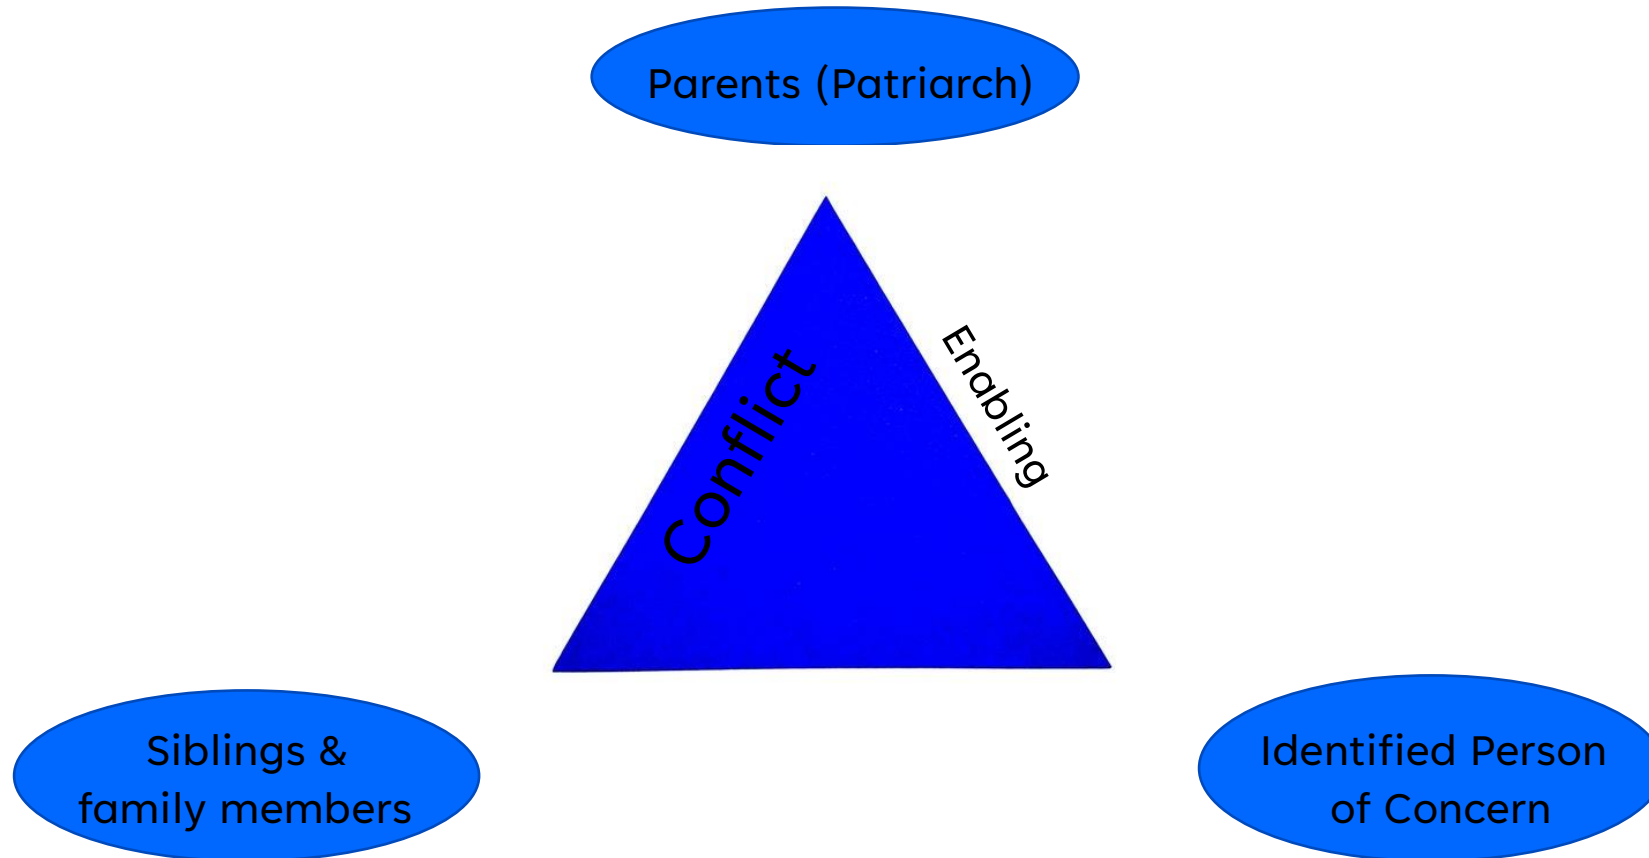 Parents (Patriarch)
Conflict
Enabling
Siblings &
family members
Identified Person
of Concern